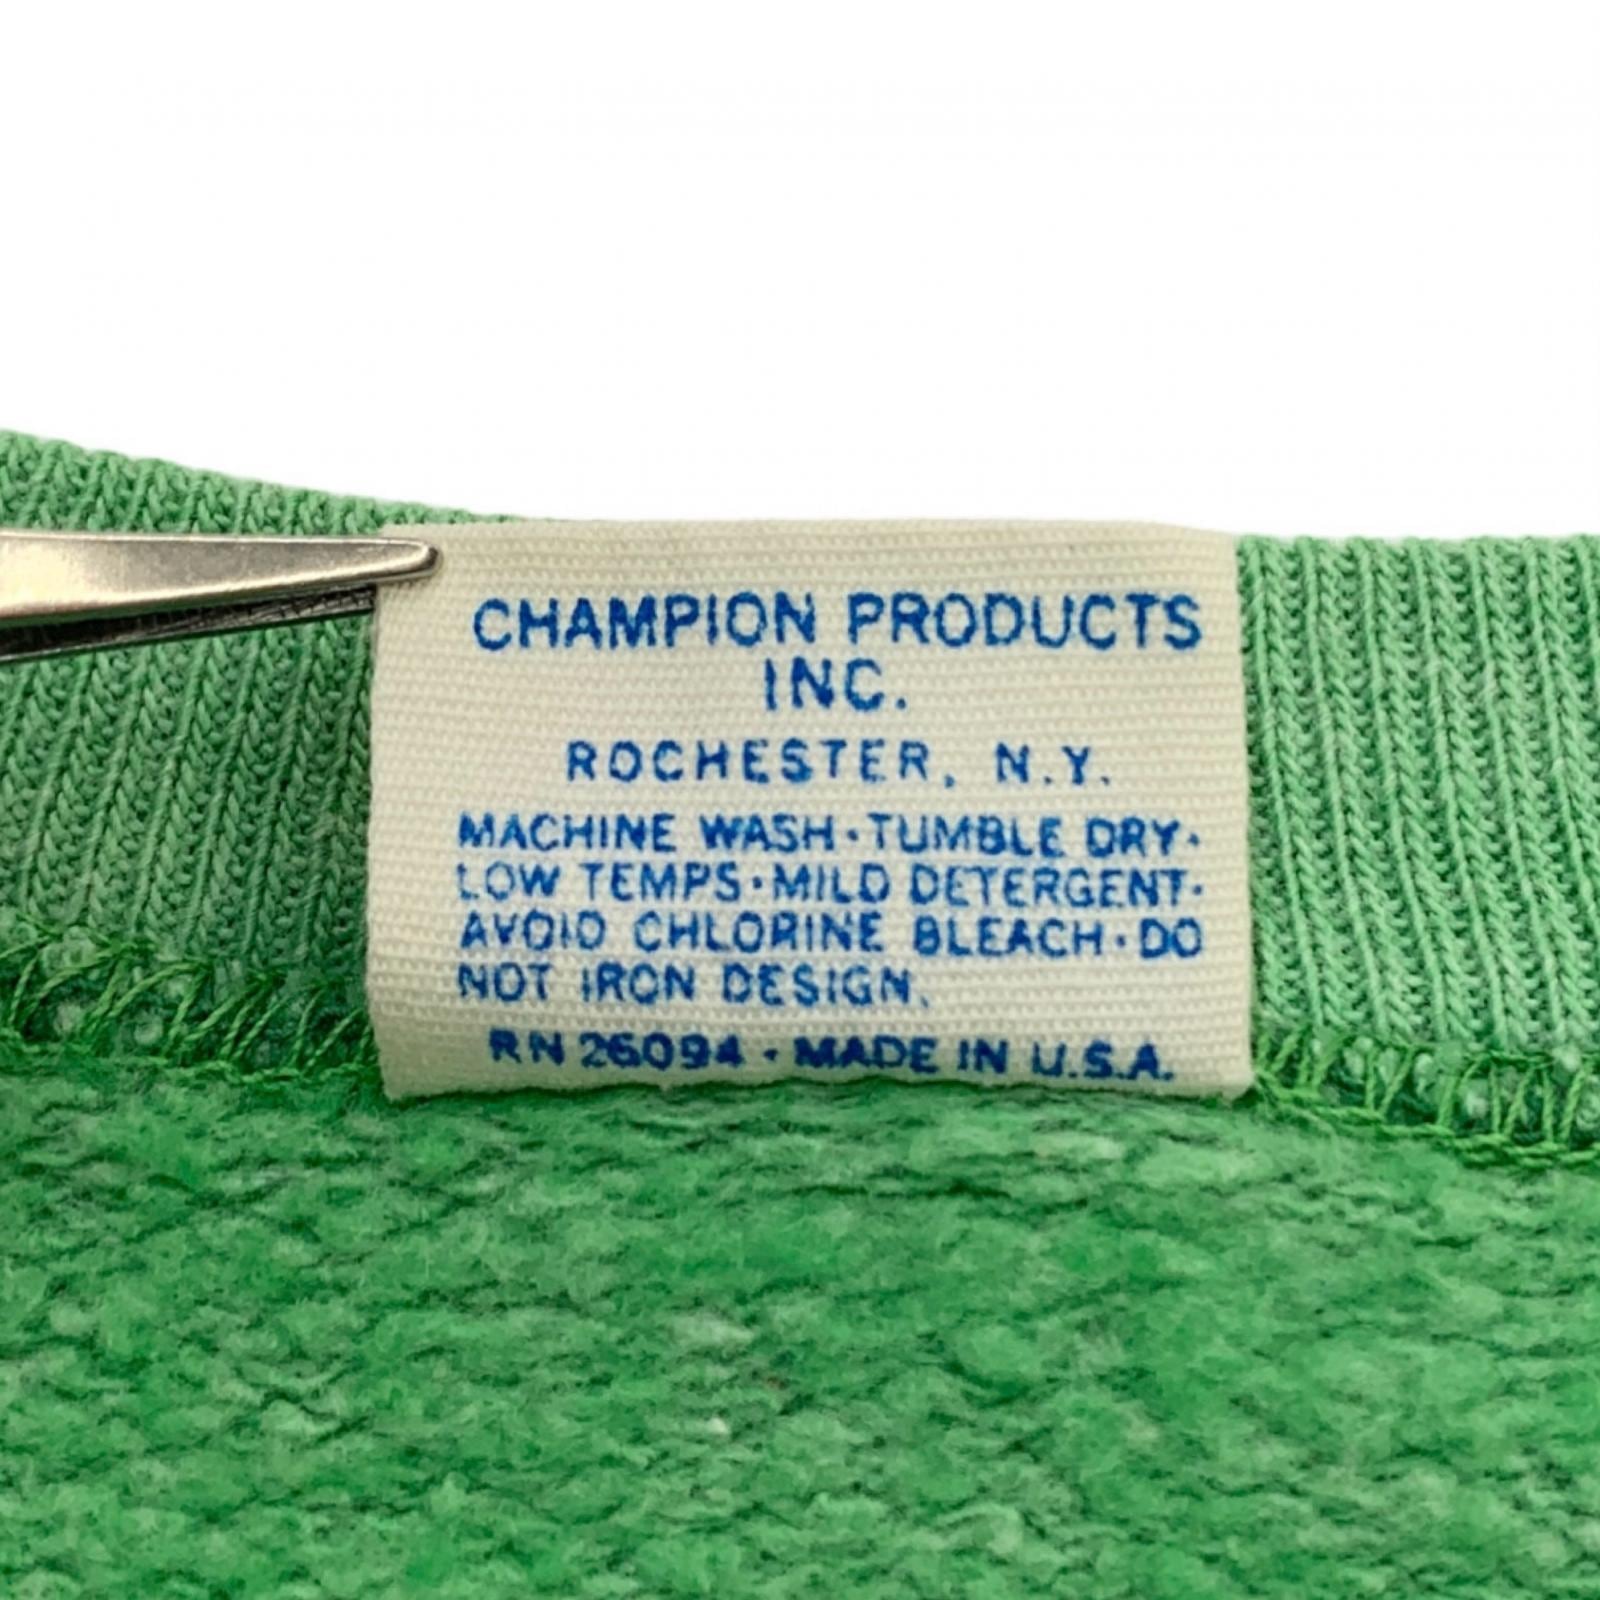 CHAMPION PRODUCTS
INC.
ROCHESTER, N.Y.
MACHINE WASH·TUMBLE DRY·
LOW TEMPS·MILD DETERGENT·
AVOID CHLORINE BLEACH·DO
NOT IRON DESIGN.
RN 26094 · MADE IN U.S.A.